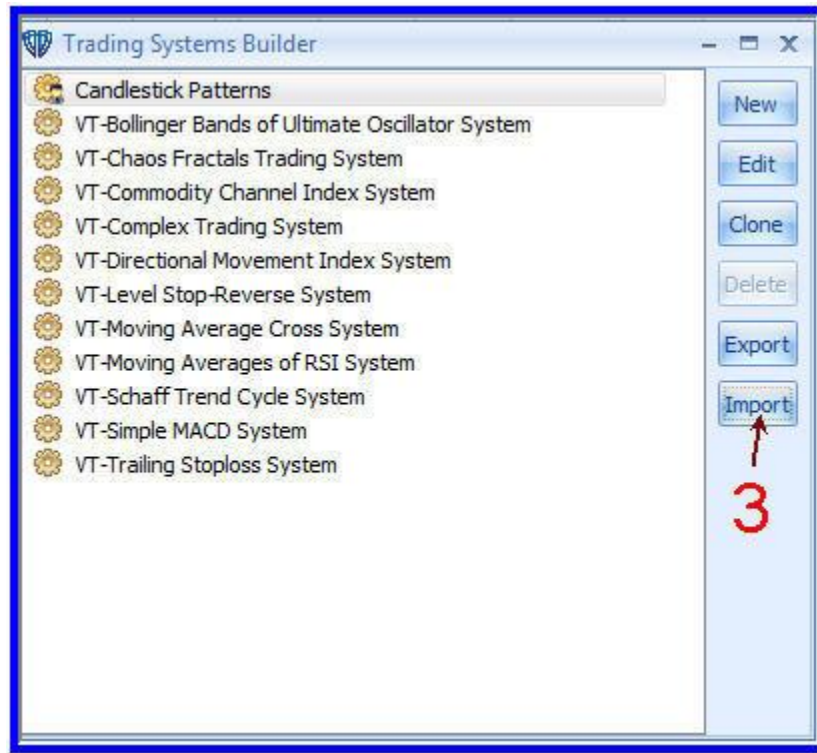 Trading Systems Builder
Candlestick Patterns
VT-Bollinger Bands of Ultimate Oscillator System
VT-Chaos Fractals Trading System
VT-Commodity Channel Index System
VT-Complex Trading System
VT-Directional Movement Index System
VT-Level Stop-Reverse System
VT-Moving Average Cross System
VT-Moving Averages of RSI System
VT-Schaff Trend Cycle System
VT-Simple MACD System
VT-Trailing Stoploss System
New
Edit
Clone
Delete
Export
Import
3